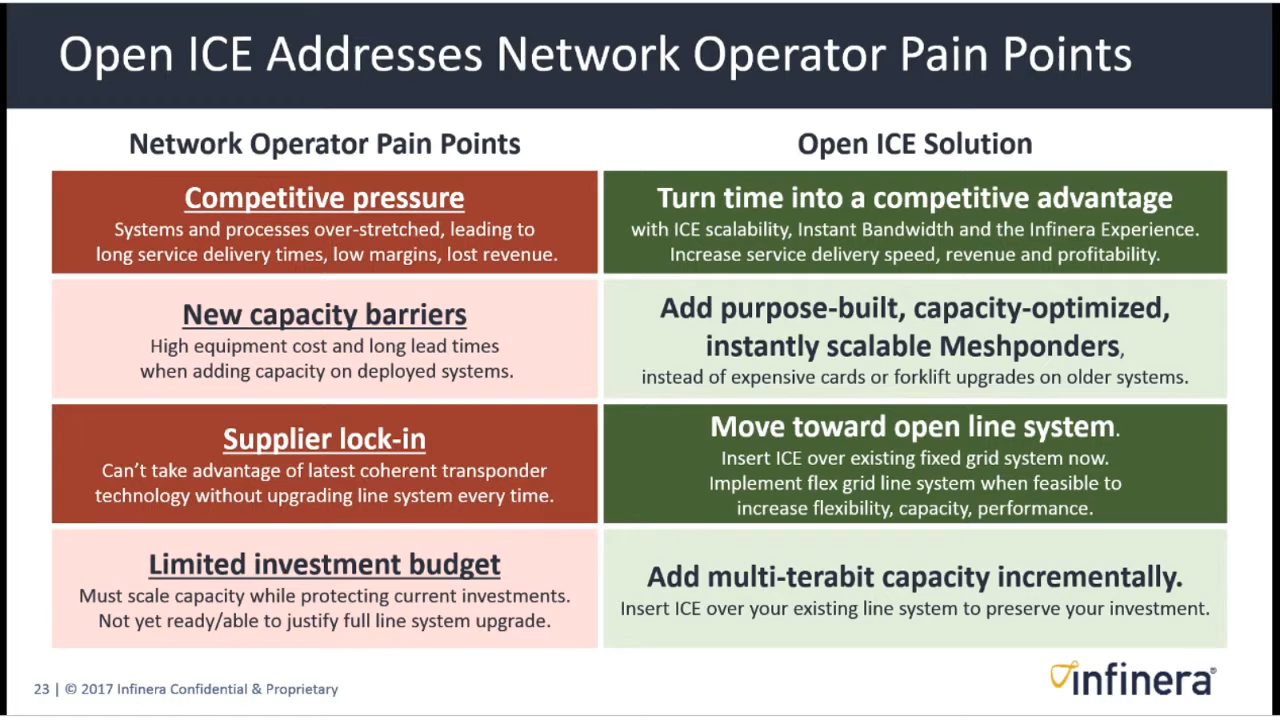 Open ICE Addresses Network Operator Pain Points
Network Operator Pain Points
Open ICE Solution
Competitive pressure
Systems and processes over-stretched, leading to
long service delivery times, low margins, lost revenue.
Turn time into a competitive advantage
with ICE scalability, Instant Bandwidth and the Infinera Experience.
Increase service delivery speed, revenue and profitability.
New capacity barriers
High equipment cost and long lead times
when adding capacity on deployed systems.
Add purpose-built, capacity-optimized,
instantly scalable Meshponders,
instead of expensive cards or forklift upgrades on older systems.
Supplier lock-in
Can’t take advantage of latest coherent transponder
technology without upgrading line system every time.
Move toward open line system.
Insert ICE over existing fixed grid system now.
Implement flex grid line system when feasible to
increase flexibility, capacity, performance.
Limited investment budget
Must scale capacity while protecting current investments.
Not yet ready/able to justify full line system upgrade.
Add multi-terabit capacity incrementally.
Insert ICE over your existing line system to preserve your investment.
23 | © 2017 Infinera Confidential & Proprietary
infinera®